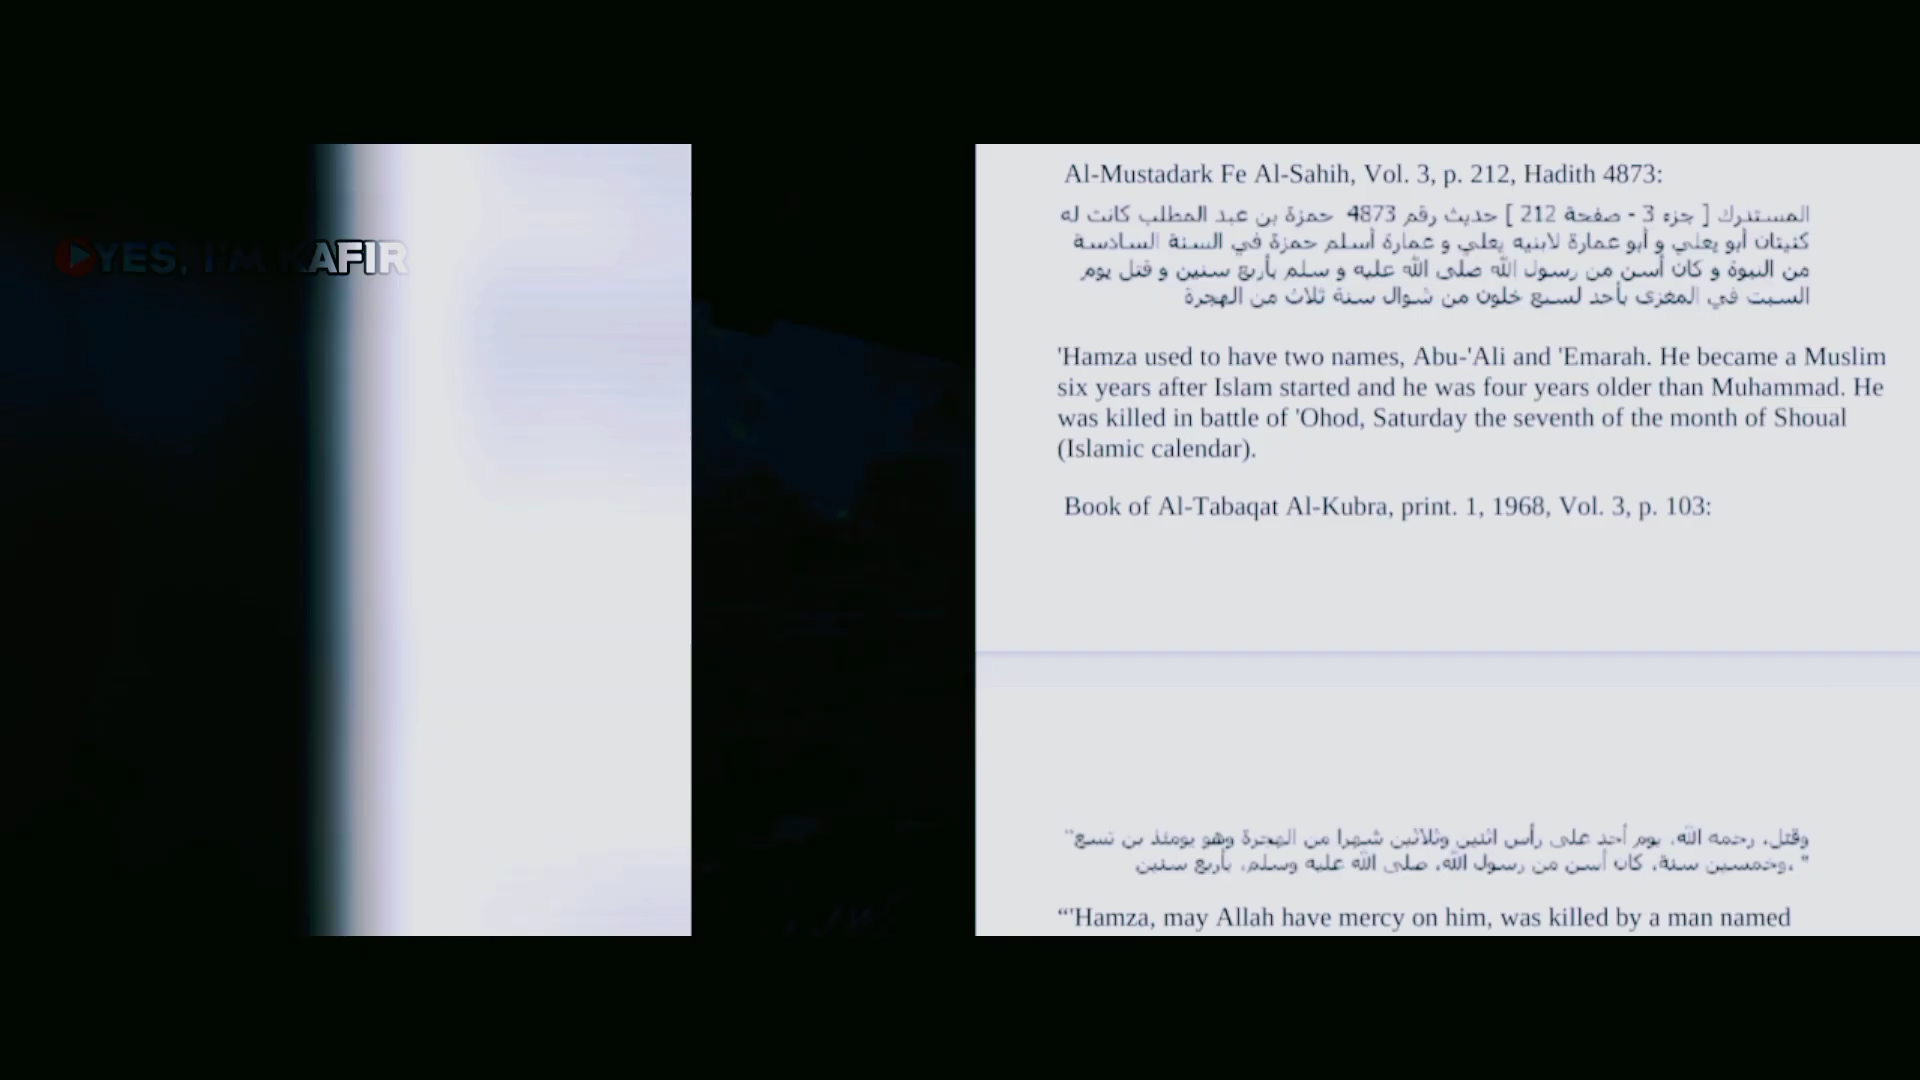 YES, I'M KAFIR
Al-Mustadark Fe Al-Sahih, Vol. 3, p. 212, Hadith 4873:
المستدرك [ جزء 3 - صفحة 212 ] حديث رقم 4873 حمزة بن عبد المطلب كانت له
كنيتان أبو يعلي و أبو عمارة لابنيه يعلي و عمارة أسلم حمزة في السنة السادسة
من النبوة و كان أسن من رسول الله صلى الله عليه و سلم بأربع سنين و قتل يوم
السبت في المغزى بأحد لسبع خلون من شوال سنة ثلاث من الهجرة
'Hamza used to have two names, Abu-'Ali and 'Emarah. He became a Muslim
six years after Islam started and he was four years older than Muhammad. He
was killed in battle of 'Ohod, Saturday the seventh of the month of Shoual
(Islamic calendar).
Book of Al-Tabaqat Al-Kubra, print. 1, 1968, Vol. 3, p. 103:
وقتل، رحمه الله، يوم أحد على رأس اثنين وثلاثين شهرا من الهجرة وهو يومئذ بن تسع"
" ،وخمسين سنة، كان أسن من رسول الله، صلى الله عليه وسلم، بأربع سنين
“'Hamza, may Allah have mercy on him, was killed by a man named